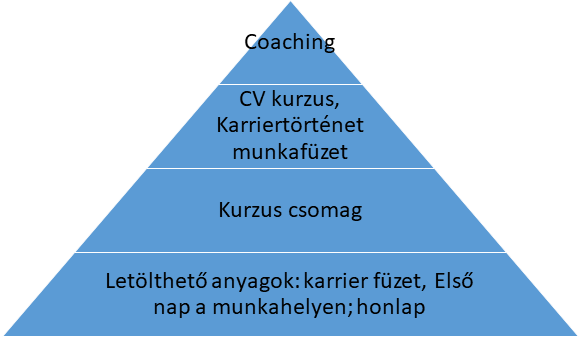 Coaching
CV kurzus,
Karriertörténet
munkafüzet
Kurzus csomag
Letölthető anyagok: karrier füzet, Első
nap a munkahelyen; honlap